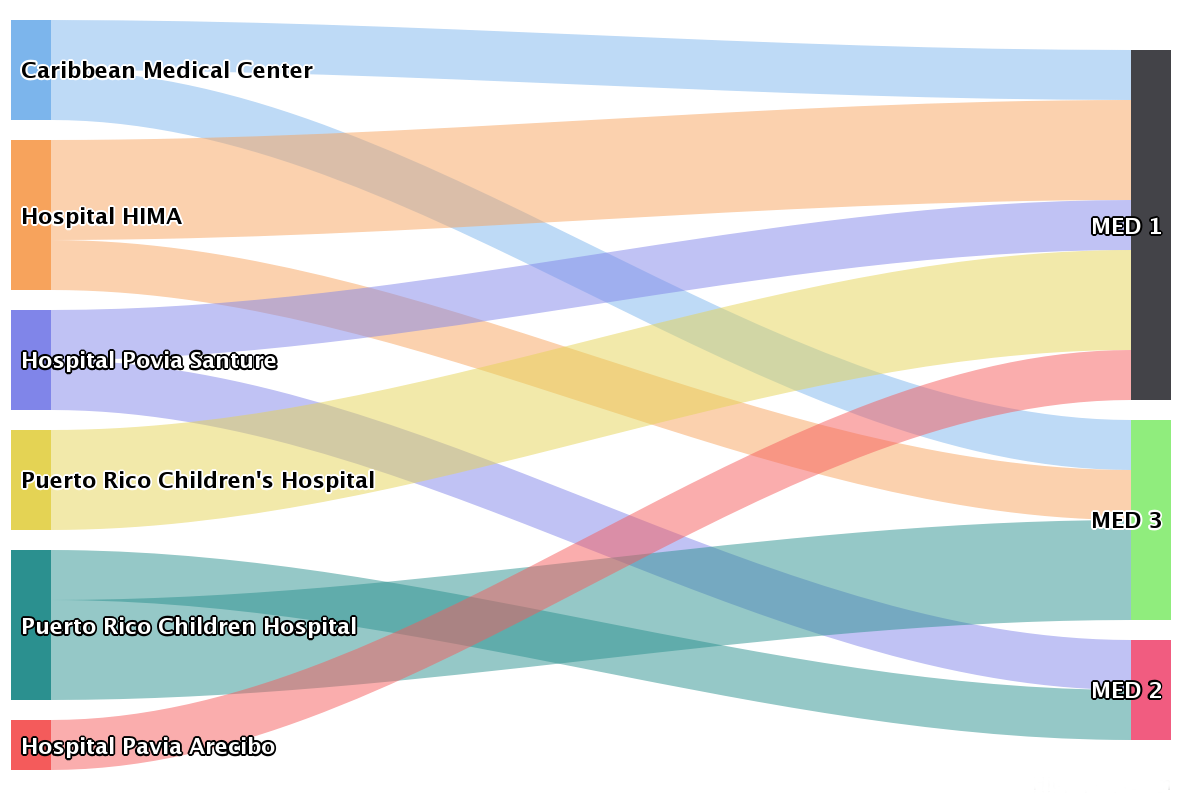 Caribbean Medical Center
Hospital HIMA
Hospital Povia Santure
Puerto Rico Children's Hospital
Puerto Rico Children Hospital
Hospital Pavia Arecibo
MED 1
MED 3
MED 2